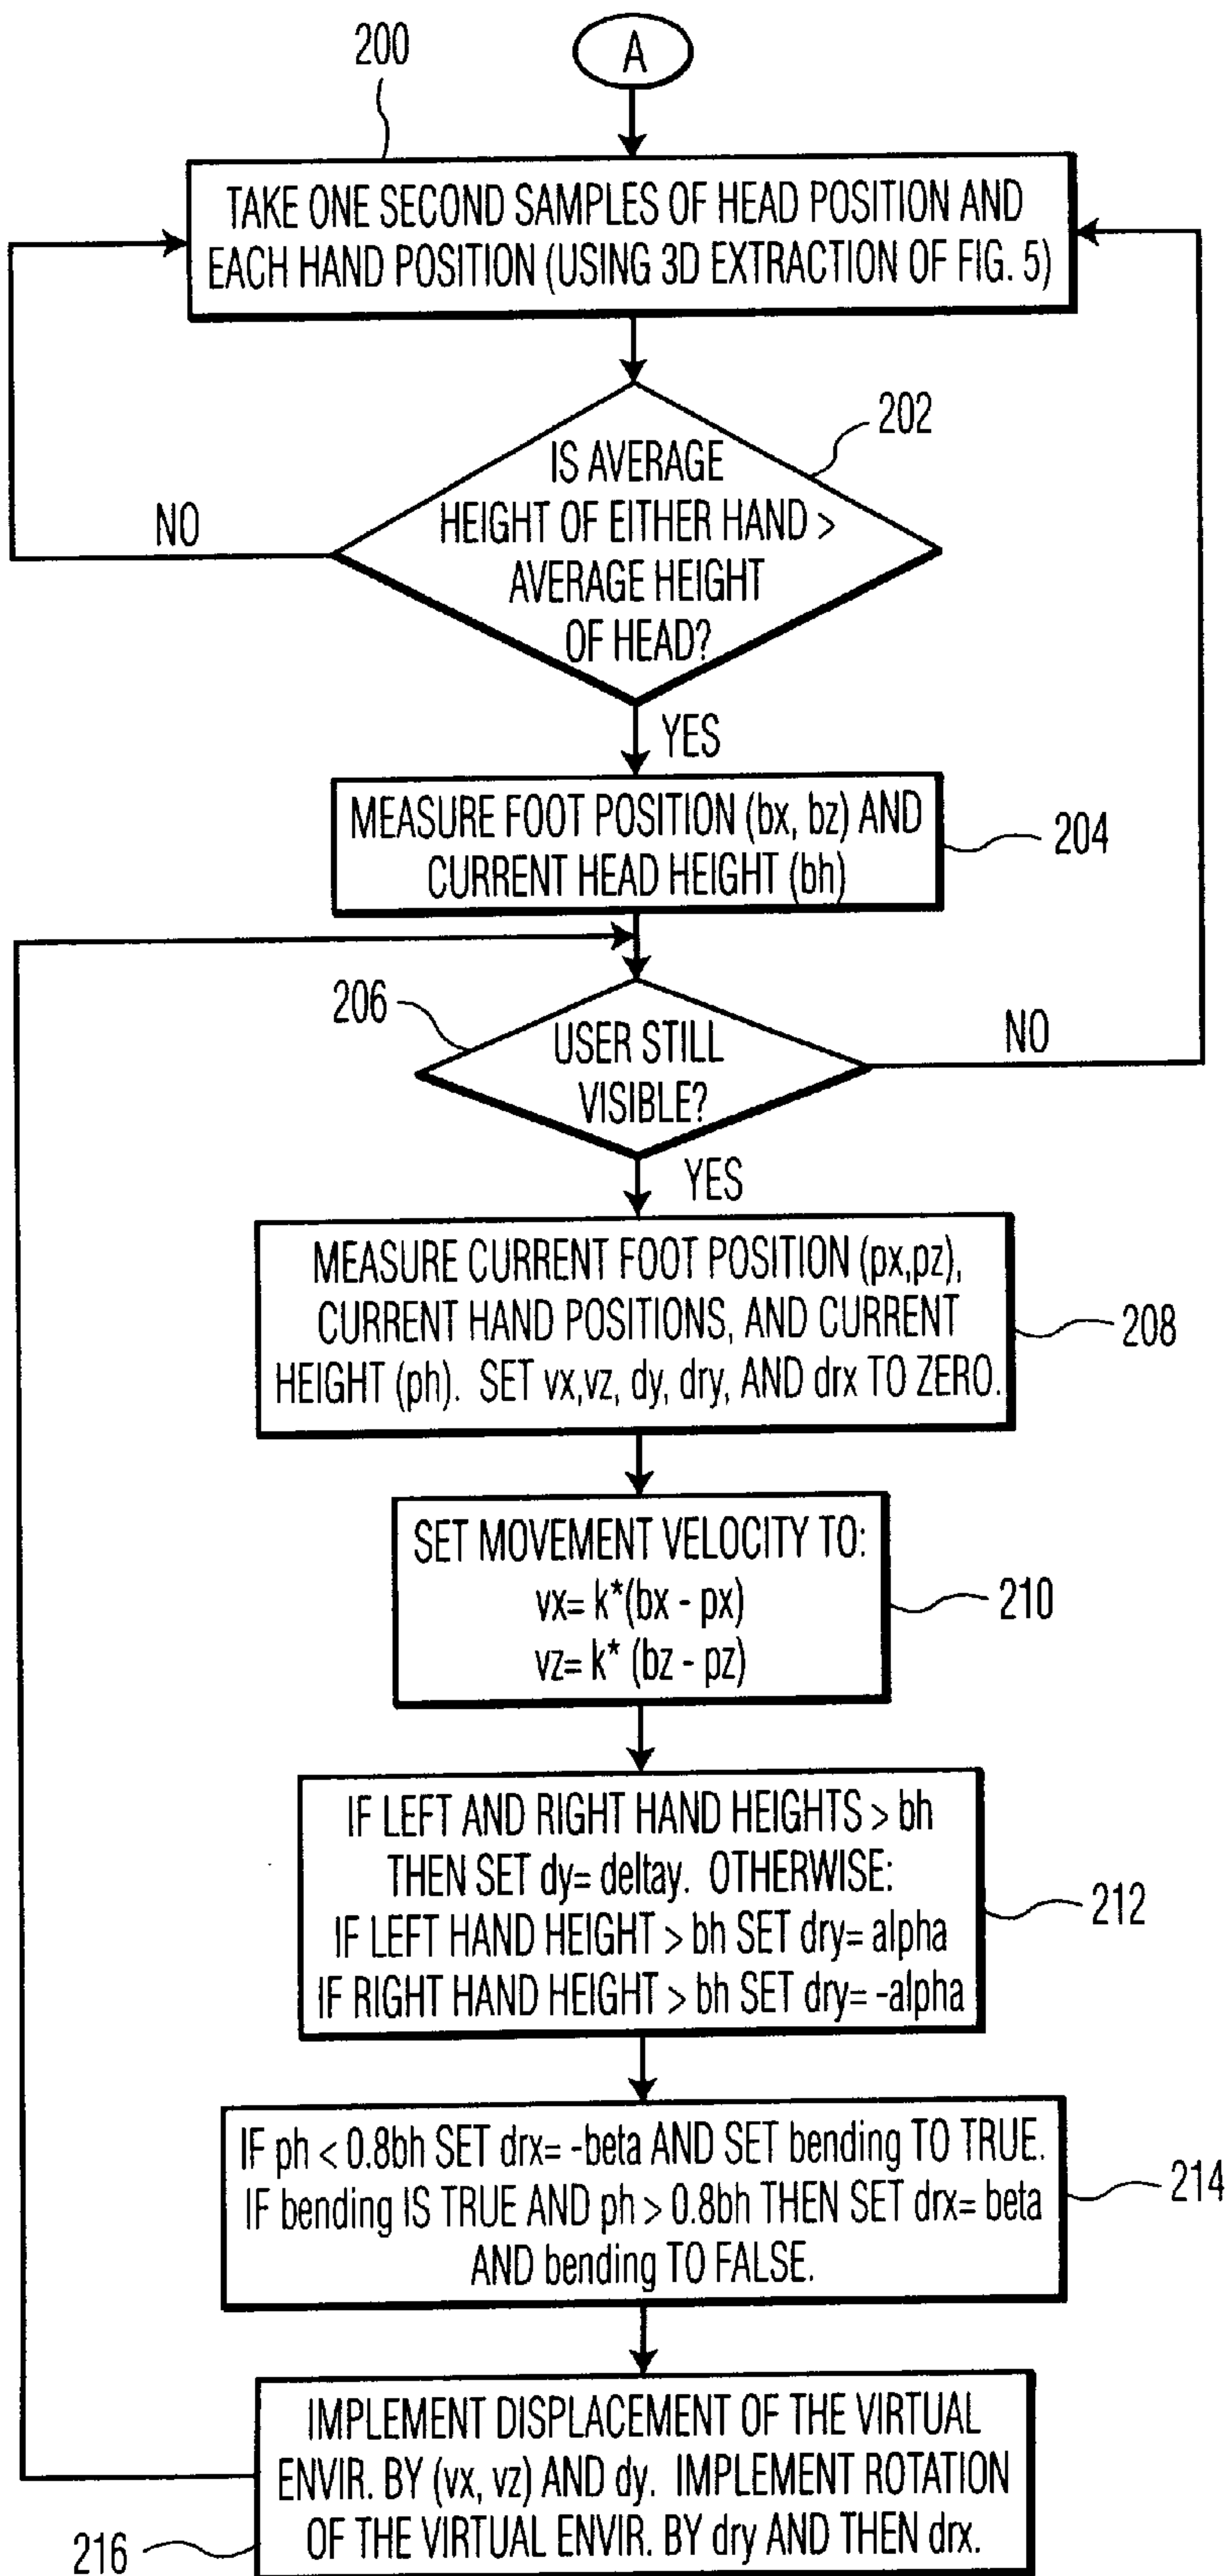 A
200
TAKE ONE SECOND SAMPLES OF HEAD POSITION AND
EACH HAND POSITION (USING 3D EXTRACTION OF FIG. 5)
202
IS AVERAGE
HEIGHT OF EITHER HAND >
AVERAGE HEIGHT
OF HEAD?
NO
YES
MEASURE FOOT POSITION (bx, bz) AND
CURRENT HEAD HEIGHT (bh)
204
206
USER STILL
VISIBLE?
NO
YES
MEASURE CURRENT FOOT POSITION (px,pz),
CURRENT HAND POSITIONS, AND CURRENT
HEIGHT (ph). SET vx,vz, dy, dry, AND drx TO ZERO.
208
SET MOVEMENT VELOCITY TO:
vx= k*(bx - px)
vz= k* (bz - pz)
210
IF LEFT AND RIGHT HAND HEIGHTS > bh
THEN SET dy= deltay. OTHERWISE:
IF LEFT HAND HEIGHT > bh SET dry= alpha
IF RIGHT HAND HEIGHT > bh SET dry= -alpha
212
IF ph < 0.8bh SET drx= -beta AND SET bending TO TRUE.
IF bending IS TRUE AND ph > 0.8bh THEN SET drx= beta
AND bending TO FALSE.
214
IMPLEMENT DISPLACEMENT OF THE VIRTUAL
ENVIR. BY (vx, vz) AND dy. IMPLEMENT ROTATION
OF THE VIRTUAL ENVIR. BY dry AND THEN drx.
216